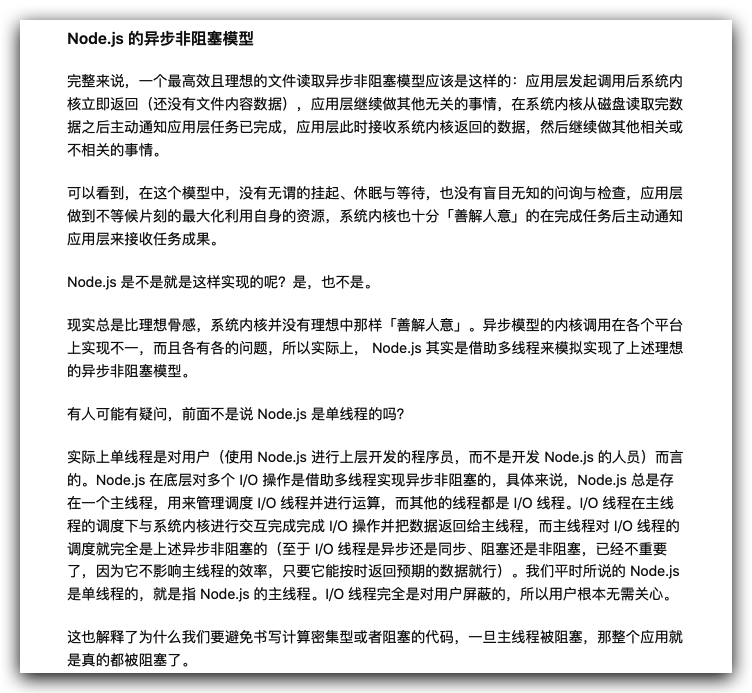 Node.js 的异步非阻塞模型
完整来说，一个最高效且理想的文件读取异步非阻塞模型应该是这样的：应用层发起调用后系统内
核立即返回（还没有文件内容数据），应用层继续做其他无关的事情，在系统内核从磁盘读取完数
据之后主动通知应用层任务已完成，应用层此时接收系统内核返回的数据，然后继续做其他相关或
不相关的事情。
可以看到，在这个模型中，没有无谓的挂起、休眠与等待，也没有盲目无知的问询与检查，应用层
做到不等候片刻的最大化利用自身的资源，系统内核也十分「善解人意」的在完成任务后主动通知
应用层来接收任务成果。
Node.js 是不是就是这样实现的呢？是，也不是。
现实总是比理想骨感，系统内核并没有理想中那样「善解人意」。异步模型的内核调用在各个平台
上实现不一，而且各有各的问题，所以实际上， Node.js 其实是借助多线程来模拟实现了上述理想
的异步非阻塞模型。
有人可能有疑问，前面不是说 Node.js 是单线程的吗？
实际上单线程是对用户（使用 Node.js 进行上层开发的程序员，而不是开发 Node.js 的人员）而言
的。Node.js 在底层对多个 I/O 操作是借助多线程实现异步非阻塞的，具体来说，Node.js 总是存
在一个主线程，用来管理调度 I/O 线程并进行运算，而其他的线程都是 I/O 线程。I/O 线程在主线
程的调度下与系统内核进行交互完成完成 I/O 操作并把数据返回给主线程，而主线程对 I/O 线程的
调度就完全是上述异步非阻塞的（至于 I/O 线程是异步还是同步、阻塞还是非阻塞，已经不重要
了，因为它不影响主线程的效率，只要它能按时返回预期的数据就行）。我们平时所说的 Node.js
是单线程的，就是指 Node.js 的主线程。I/O 线程完全是对用户屏蔽的，所以用户根本无需关心。
这也解释了为什么我们要避免书写计算密集型或者阻塞的代码，一旦主线程被阻塞，那整个应用就
是真的都被阻塞了。